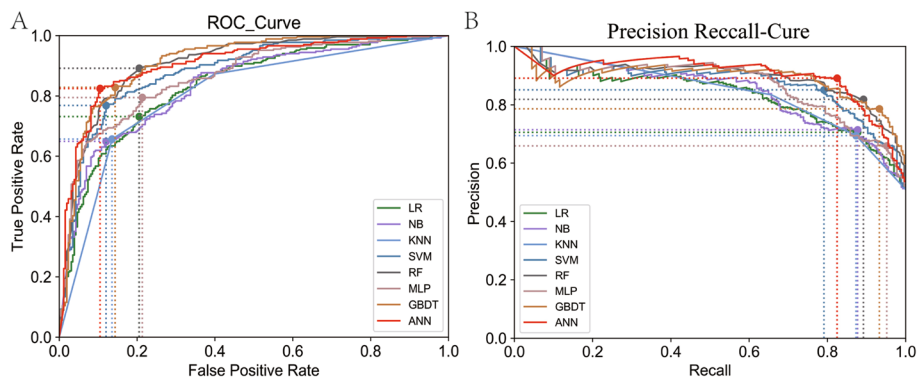 A
ROC_Curve
True Positive Rate
1.0
0.8
0.6
0.4
0.2
0.0
LR
NB
KNN
SVM
RF
MLP
GBDT
ANN
0.0 0.2 0.4 0.6 0.8 1.0
False Positive Rate
B
Precision Reccall-Cure
Precision
1.0
0.8
0.6
0.4
0.2
0.0
LR
NB
KNN
SVM
RF
MLP
GBDT
ANN
0.0 0.2 0.4 0.6 0.8 1.0
Recall